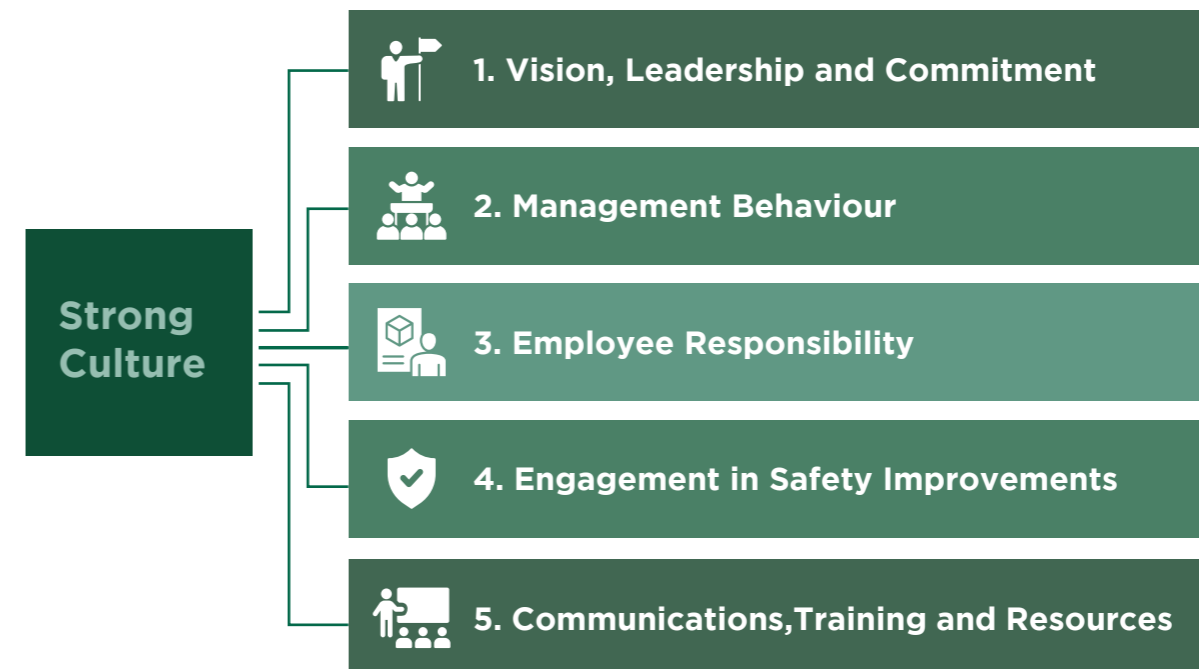 Strong
Culture
1. Vision, Leadership and Commitment
2. Management Behaviour
3. Employee Responsibility
4. Engagement in Safety Improvements
5. Communications,Training and Resources